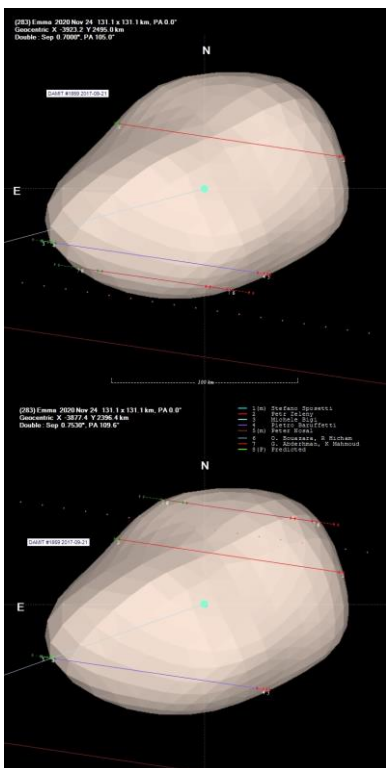 (283) Emma 2020 Nov 24 131.1 x 131.1 km, PA 0.0°
Geocentric X -3923.2 Y 2495.0 km
Double : Sep 0.7000" PA 105.0°
N
DAMIT #1869 2017-09-21
E
100 km
(283) Emma 2020 Nov 24 131.1 x 131.1 km, PA 0.0°
Geocentric X -3877.4 Y 2396.4 km
Double : Sep 0.7530" PA 109.6°
1(m) Stefano Sposetti
2 Petr Zeleny
3 Michele Bigi
4 Pietro Baruffetti
5(m) Peter Nosal
6 O. Bouazara, R Hicham
7 G. Abderhman, K Mahmoud
8(P) Predicted
N
DAMIT #1869 2017-09-21
E